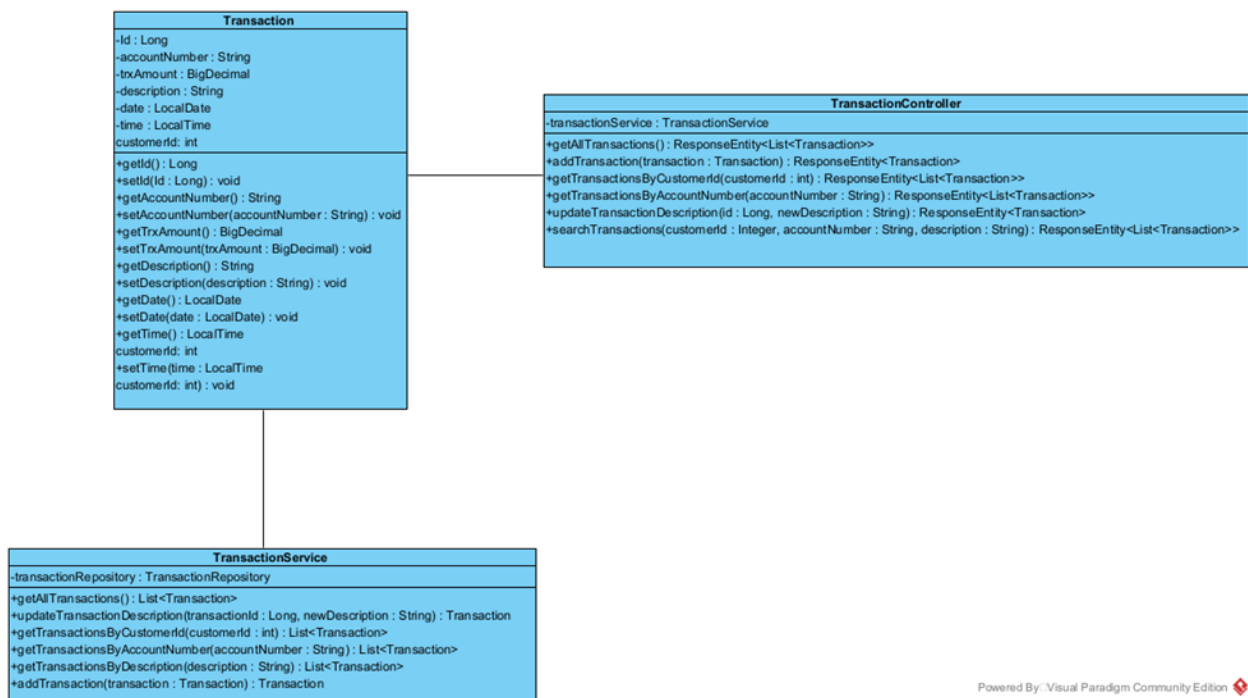 Transaction
-Id : Long
-accountNumber : String
-trxAmount : BigDecimal
-description : String
-date : LocalDate
-time : LocalTime
customerId: int
+getId() : Long
+setId(Id : Long) : void
+getAccountNumber() : String
+setAccountNumber(accountNumber : String) : void
+getTrxAmount() : BigDecimal
+setTrxAmount(trxAmount : BigDecimal) : void
+getDescription() : String
+setDescription(description : String) : void
+getDate() : LocalDate
+setDate(date : LocalDate) : void
+getTime() : LocalTime
customerId: int
+setTime(time : LocalTime
customerId: int) : void
TransactionController
-transactionService : TransactionService
+getAllTransactions() : ResponseEntity<List<Transaction>>
+addTransaction(transaction : Transaction) : ResponseEntity<Transaction>
+getTransactionsByCustomerId(customerId : int) : ResponseEntity<List<Transaction>>
+getTransactionsByAccountNumber(accountNumber : String) : ResponseEntity<List<Transaction>>
+updateTransactionDescription(id : Long, newDescription : String) : ResponseEntity<Transaction>
+searchTransactions(customerId : Integer, accountNumber : String, description : String) : ResponseEntity<List<Transaction>>
TransactionService
-transactionRepository : TransactionRepository
+getAllTransactions() : List<Transaction>
+updateTransactionDescription(transactionId : Long, newDescription : String) : Transaction
+getTransactionsByCustomerId(customerId : int) : List<Transaction>
+getTransactionsByAccountNumber(accountNumber : String) : List<Transaction>
+getTransactionsByDescription(description : String) : List<Transaction>
+addTransaction(transaction : Transaction) : Transaction
Powered By Visual Paradigm Community Edition